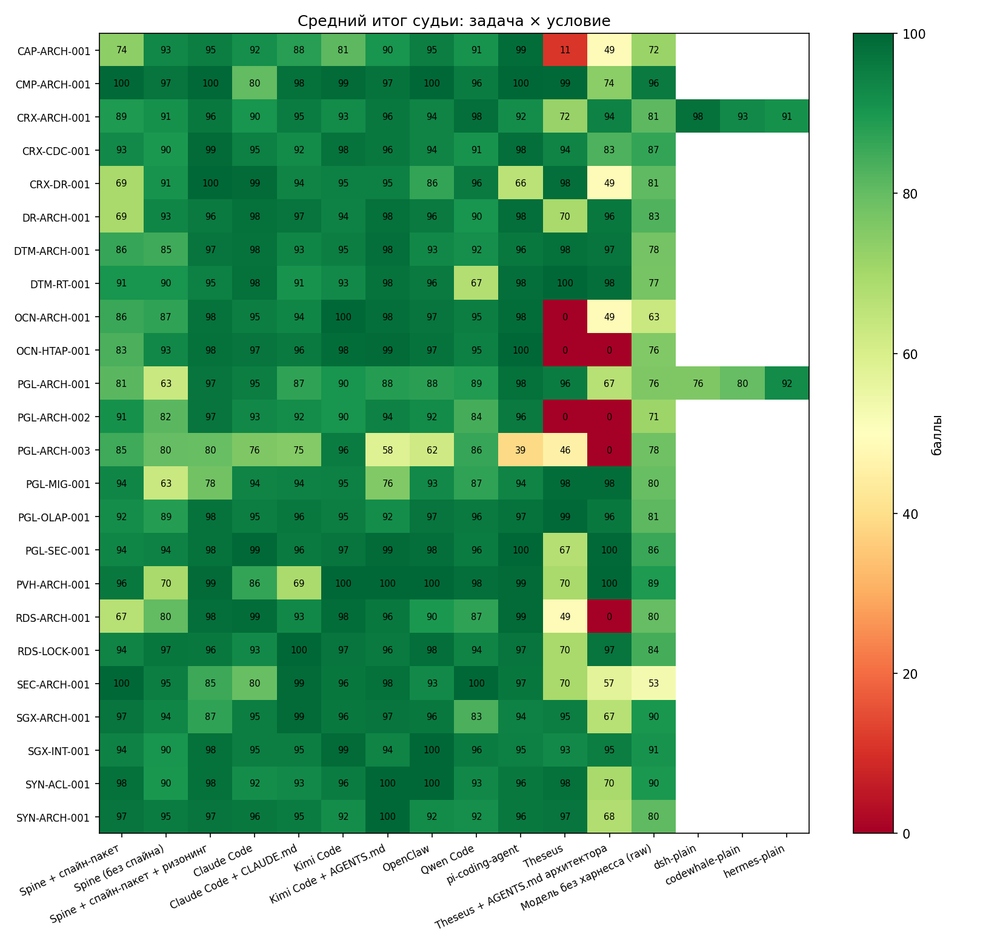 Средний итог судьи: задача × условие
CAP-ARCH-001 74 93 95 92 88 81 90 95 91 99 11 49 72
CMP-ARCH-001 100 97 100 80 98 99 97 100 96 100 99 74 96
CRX-ARCH-001 89 91 96 90 95 93 96 94 98 92 72 94 81 98 93 91
CRX-CDC-001 93 90 99 95 92 98 96 94 91 98 94 83 87
CRX-DR-001 69 91 100 99 94 95 95 86 96 66 98 49 81
DR-ARCH-001 69 93 96 98 97 94 98 96 90 98 70 96 83
DTM-ARCH-001 86 85 97 98 93 95 98 93 92 96 98 97 78
DTM-RT-001 91 90 95 98 91 93 98 96 67 98 100 98 77
OCN-ARCH-001 86 87 98 95 94 100 98 97 95 98 0 49 63
OCN-HTAP-001 83 93 98 97 96 98 99 97 95 100 0 0 76
PGL-ARCH-001 81 63 97 95 87 90 88 88 89 98 96 67 76 76 80 92
PGL-ARCH-002 91 82 97 93 92 90 94 92 84 96 0 0 71
PGL-ARCH-003 85 80 80 76 75 96 58 62 86 39 46 0 78
PGL-MIG-001 94 63 78 94 94 95 76 93 87 94 98 98 80
PGL-OLAP-001 92 89 98 95 96 95 92 97 96 97 99 96 81
PGL-SEC-001 94 94 98 99 96 97 99 98 96 100 67 100 86
PVH-ARCH-001 96 70 99 86 69 100 100 100 98 99 70 100 89
RDS-ARCH-001 67 80 98 99 93 98 96 90 87 99 49 0 80
RDS-LOCK-001 94 97 96 93 100 97 96 98 94 97 70 97 84
SEC-ARCH-001 100 95 85 80 99 96 98 93 100 97 70 57 53
SGX-ARCH-001 97 94 87 95 99 96 97 96 83 94 95 67 90
SGX-INT-001 94 90 98 95 95 99 94 100 96 95 93 95 91
SYN-ACL-001 98 90 98 92 93 96 100 100 93 96 98 70 90
SYN-ARCH-001 97 95 97 96 95 92 100 92 92 96 97 68 80
Spine + спайн-пакет
Spine (без спайна)
Spine + спайн-пакет + ризонинг
Claude Code
Claude Code + CLAUDE.md
Kimi Code
Kimi Code + AGENTS.md
OpenClaw
Qwen Code
pi-coding-agent
Theseus
Theseus + AGENTS.md архитектора
Модель без харнесса (raw)
dsh-plain
codewhale-plain
hermes-plain
100
80
60
40
20
0
баллы